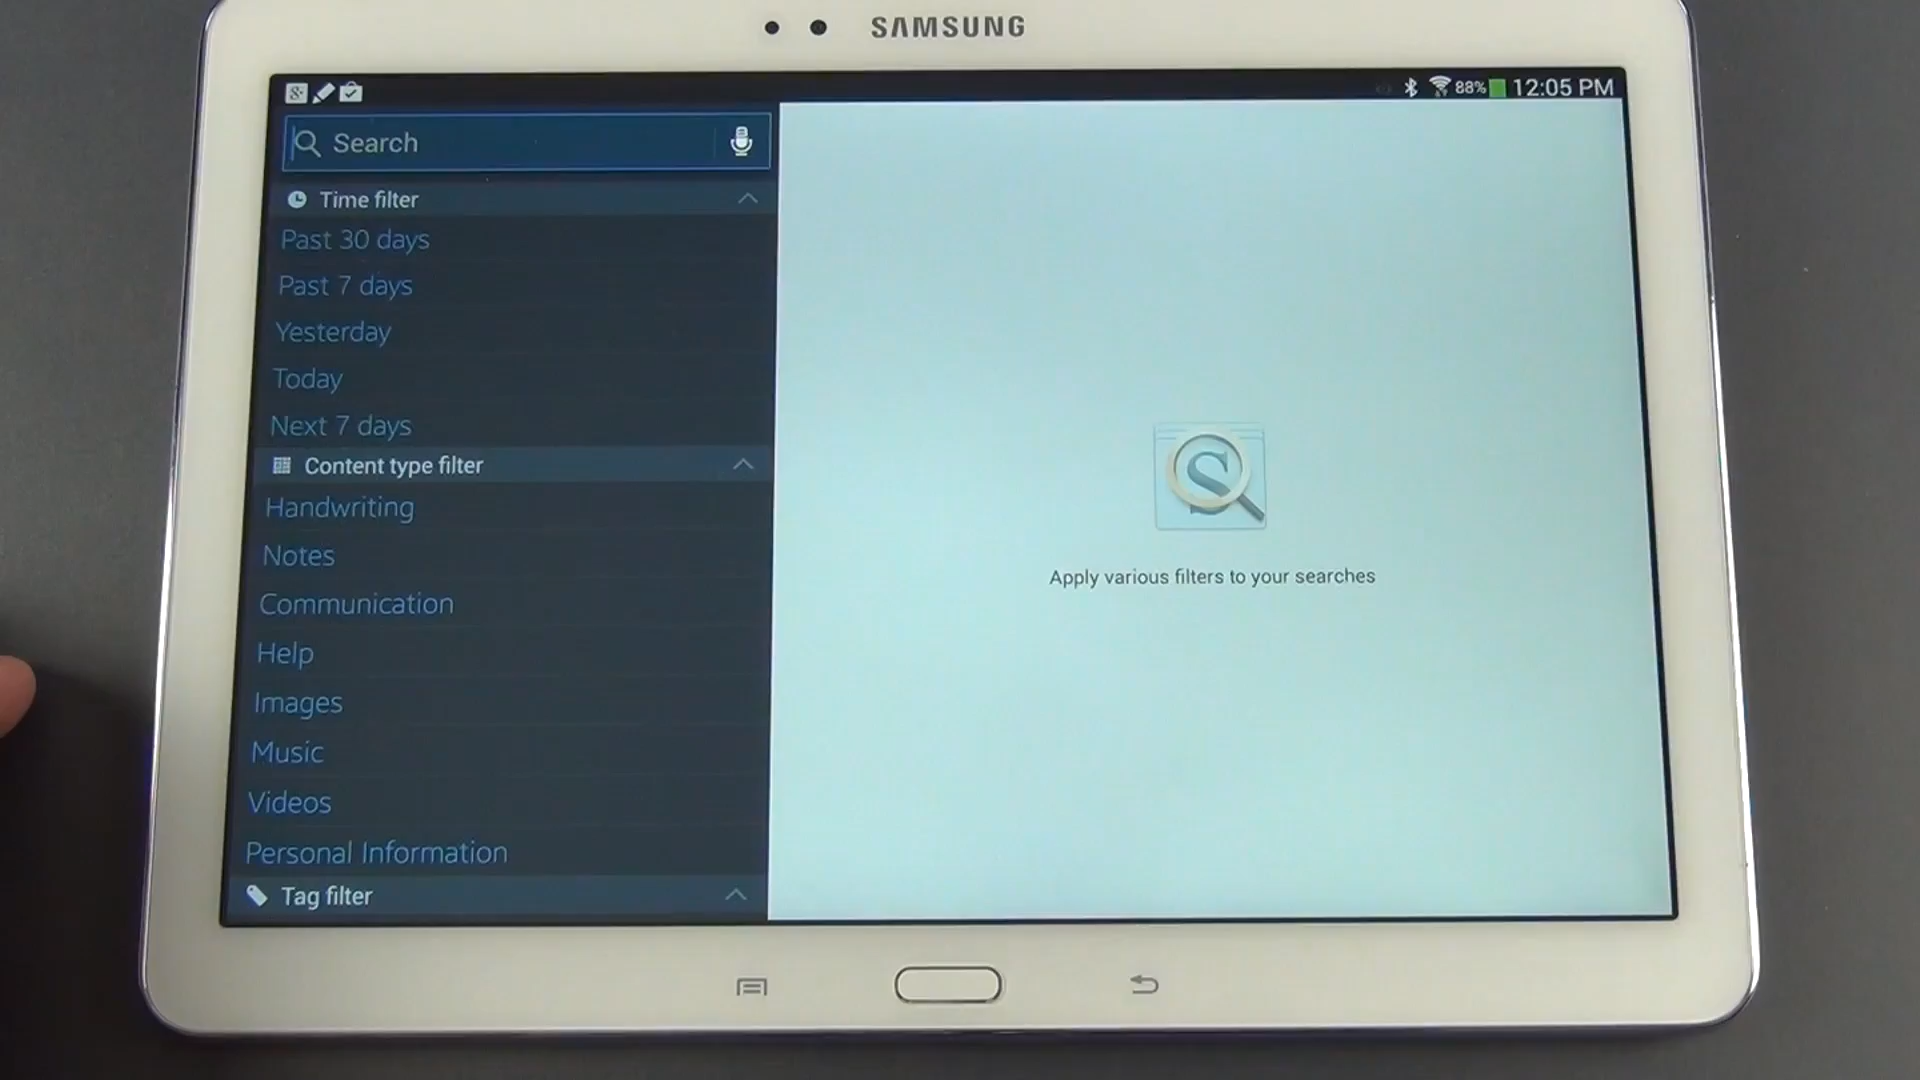 SAMSUNG
88% 12:05 PM
Search
Time filter
Past 30 days
Past 7 days
Yesterday
Today
Next 7 days
Content type filter
Handwriting
Notes
Communication
Help
Images
Music
Videos
Personal Information
Tag filter
S
Apply various filters to your searches